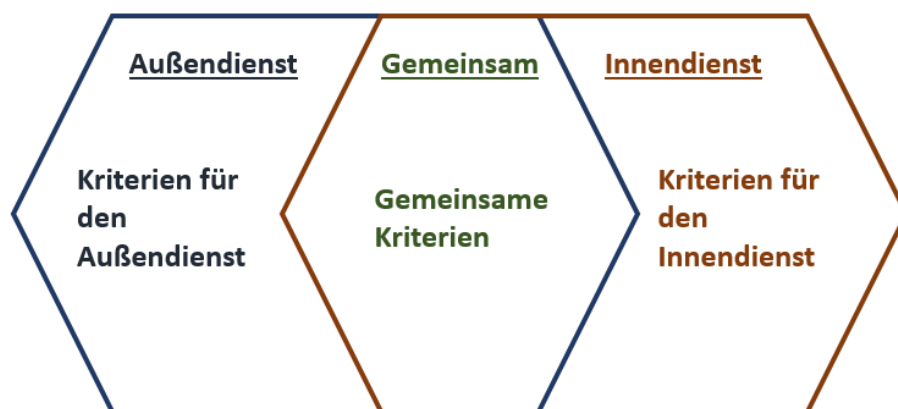 Außendienst
Gemeinsam
Innendienst
Kriterien für
den
Außendienst
Gemeinsame
Kriterien
Kriterien für
den
Innendienst